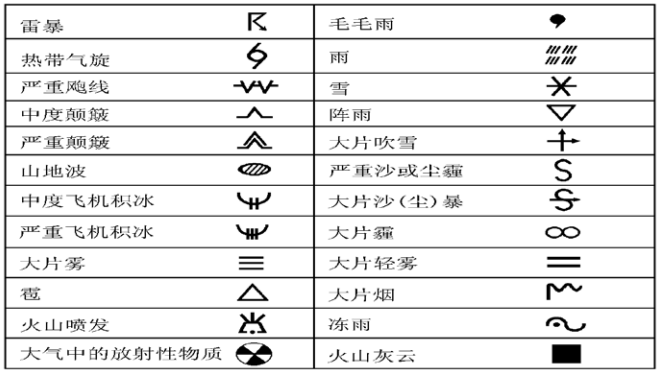 雷暴 毛毛雨
热带气旋 雨
严重飑线 雪
中度颠簸 阵雨
严重颠簸 大片吹雪
山地波 严重沙或尘霾
中度飞机积冰 大片沙(尘)暴
严重飞机积冰 大片霾
大片雾 大片轻雾
雹 大片烟
火山喷发 冻雨
大气中的放射性物质 火山灰云